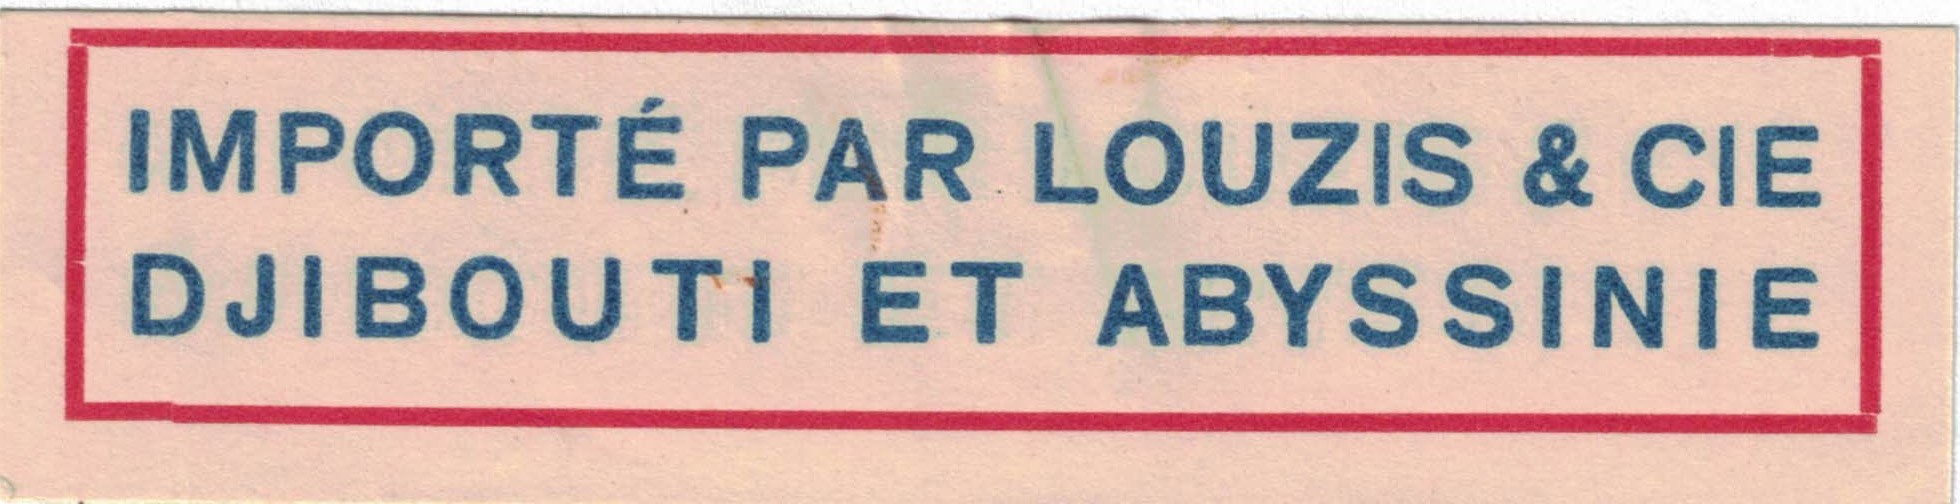 IMPORTÉ PAR LOUZIS & CIE
DJIBOUTI ET ABYSSINIE